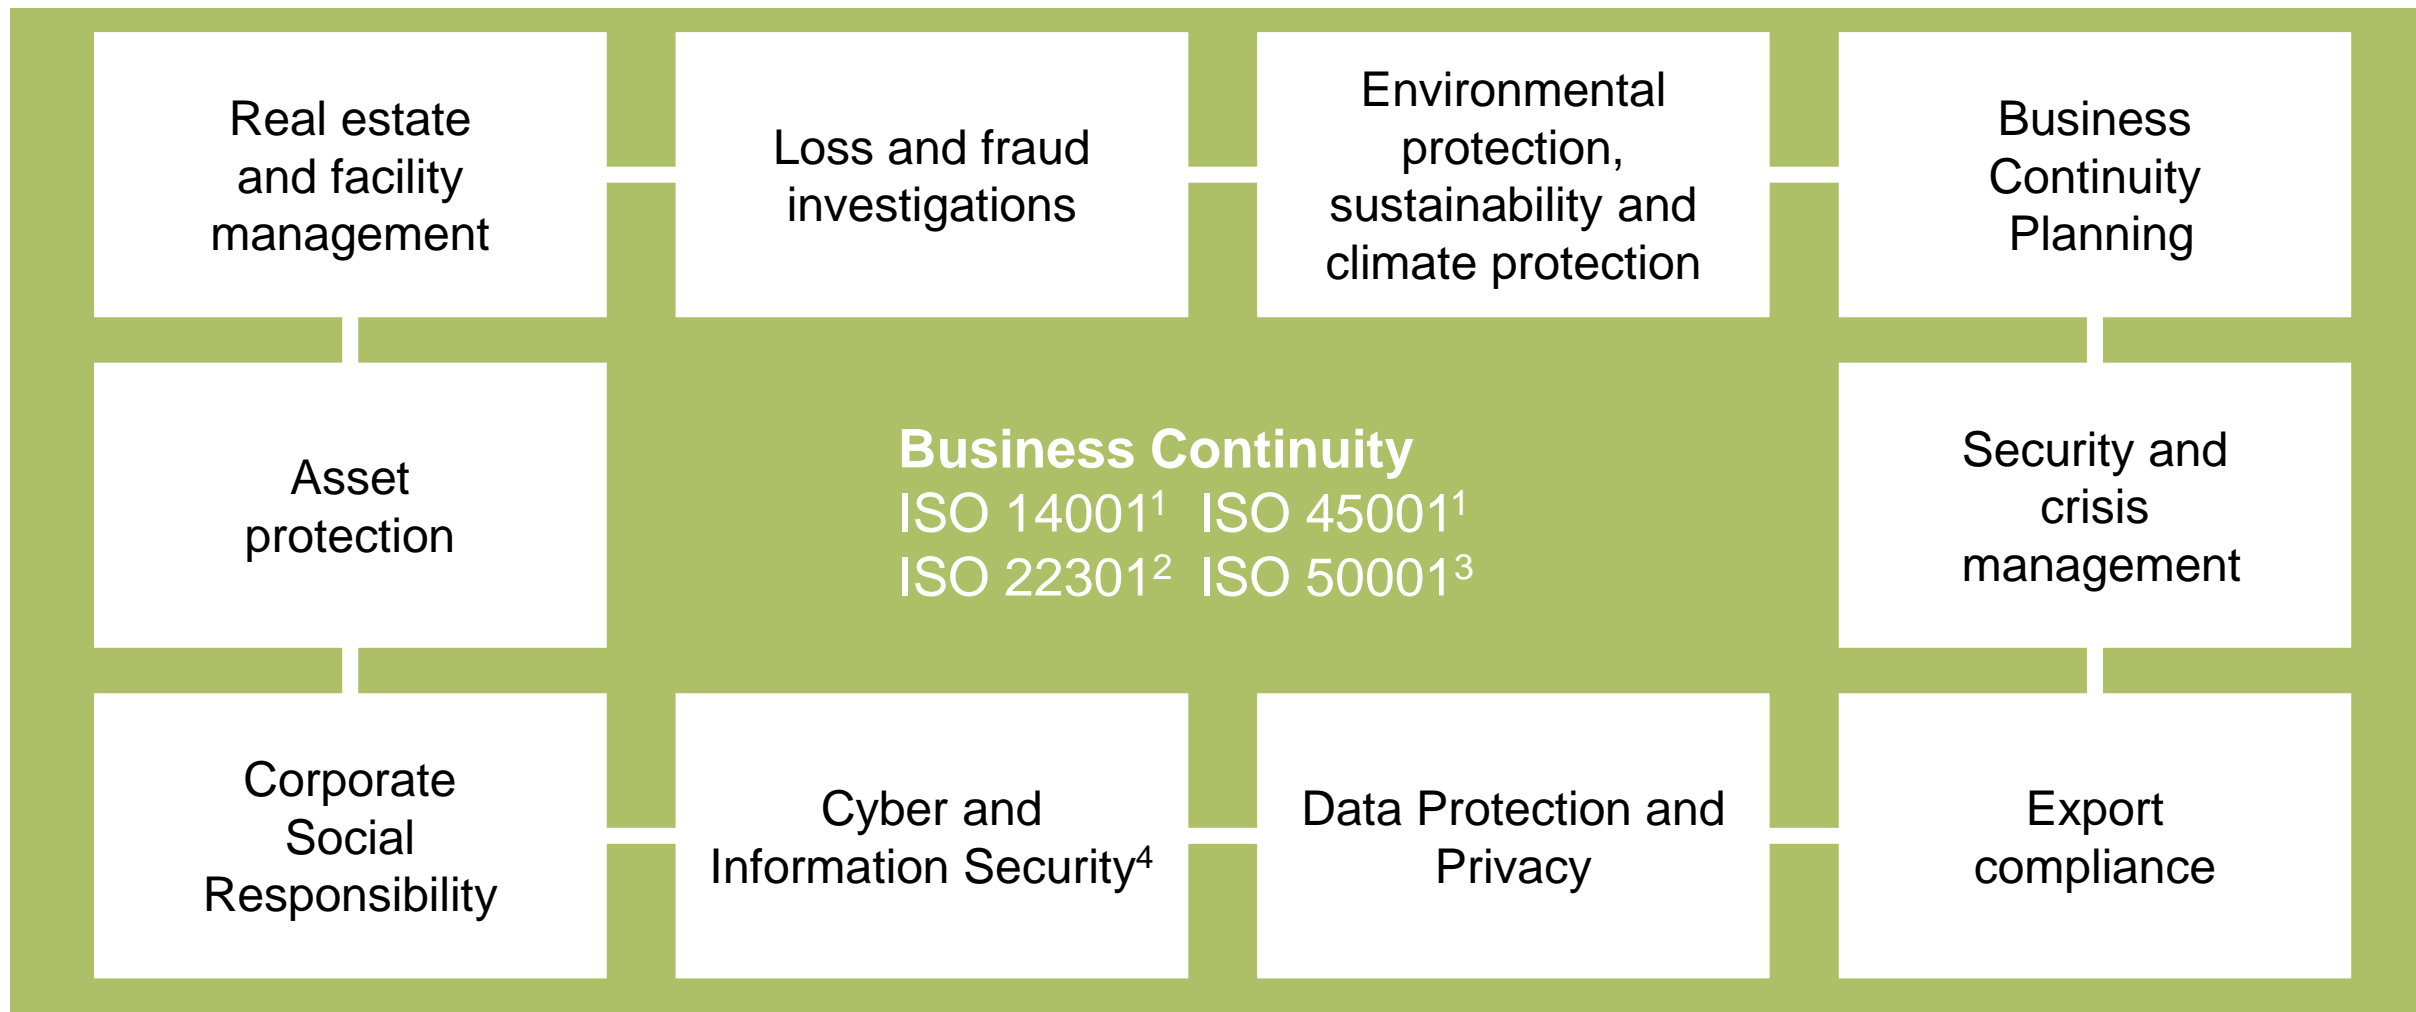 Real estate
and facility
management
Loss and fraud
investigations
Environmental
protection,
sustainability and
climate protection
Business
Continuity
Planning
Asset
protection
Business Continuity
ISO 14001¹ ISO 45001¹
ISO 22301² ISO 50001³
Security and
crisis
management
Corporate
Social
Responsibility
Cyber and
Information Security⁴
Data Protection and
Privacy
Export
compliance